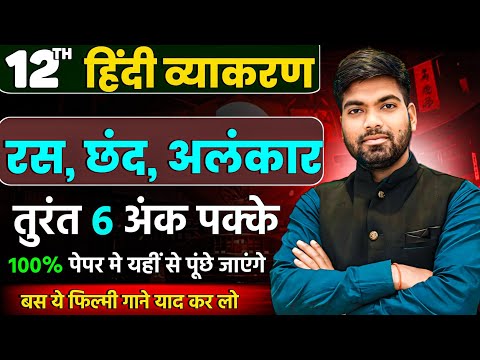 12TH हिंदी व्याकरण
रस, छंद, अलंकार
तुरंत 6 अंक पक्के
100% पेपर मे यहीं से पूंछे जाएंगे
बस ये फिल्मी गाने याद कर लो